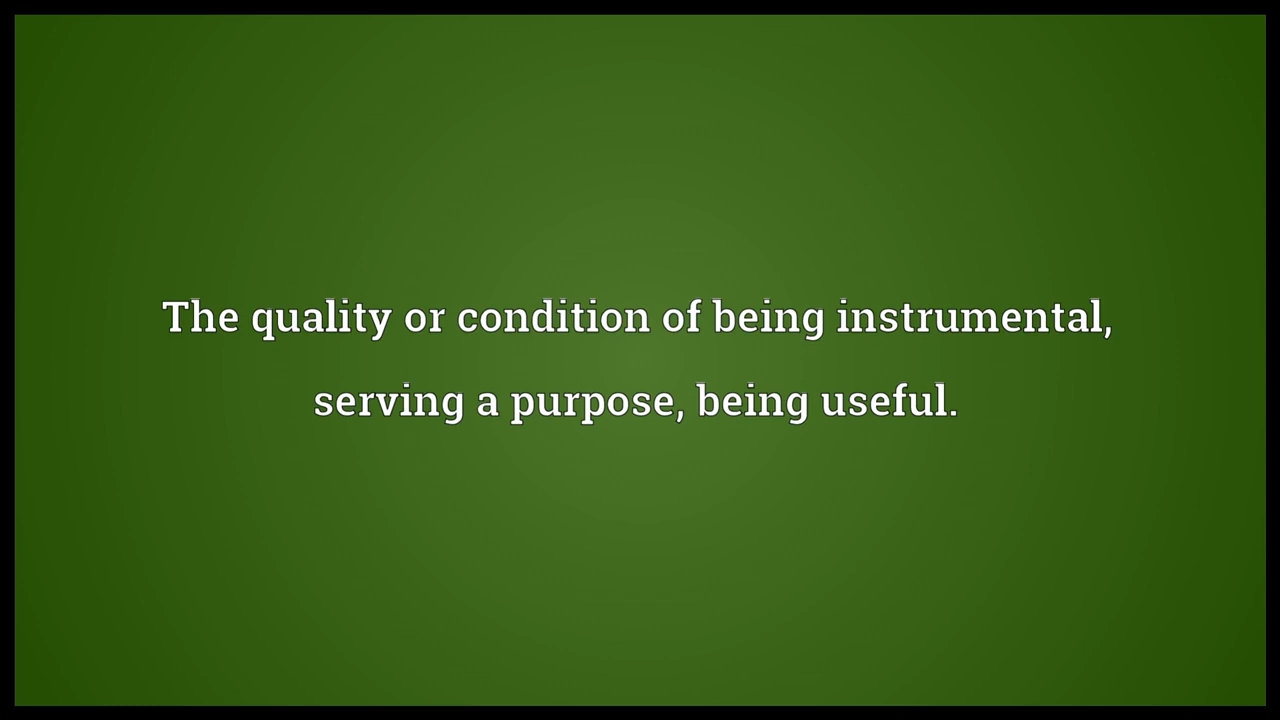 The quality or condition of being instrumental,
serving a purpose, being useful.